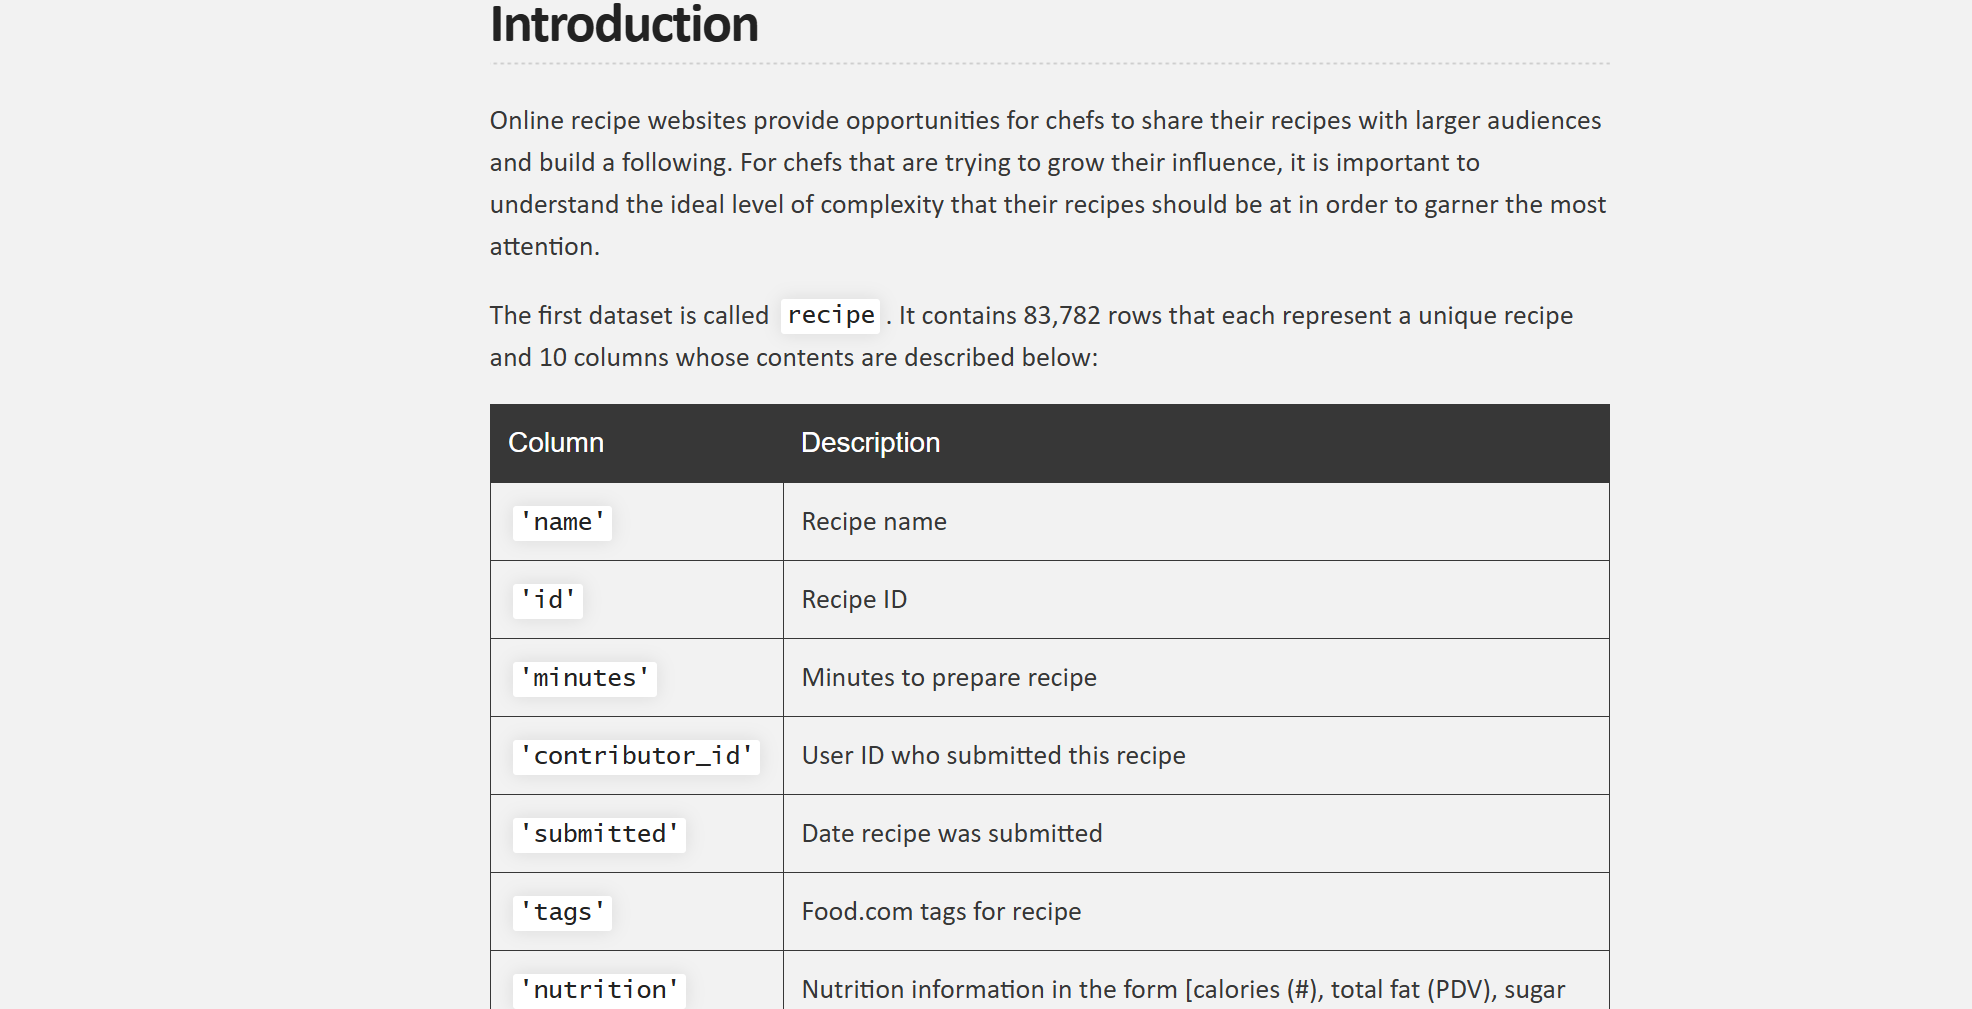 Introduction
Online recipe websites provide opportunities for chefs to share their recipes with larger audiences
and build a following. For chefs that are trying to grow their influence, it is important to
understand the ideal level of complexity that their recipes should be at in order to garner the most
attention.
The first dataset is called recipe . It contains 83,782 rows that each represent a unique recipe
and 10 columns whose contents are described below:
Column Description
'name' Recipe name
'id' Recipe ID
'minutes' Minutes to prepare recipe
'contributor_id' User ID who submitted this recipe
'submitted' Date recipe was submitted
'tags' Food.com tags for recipe
'nutrition' Nutrition information in the form [calories (#), total fat (PDV), sugar